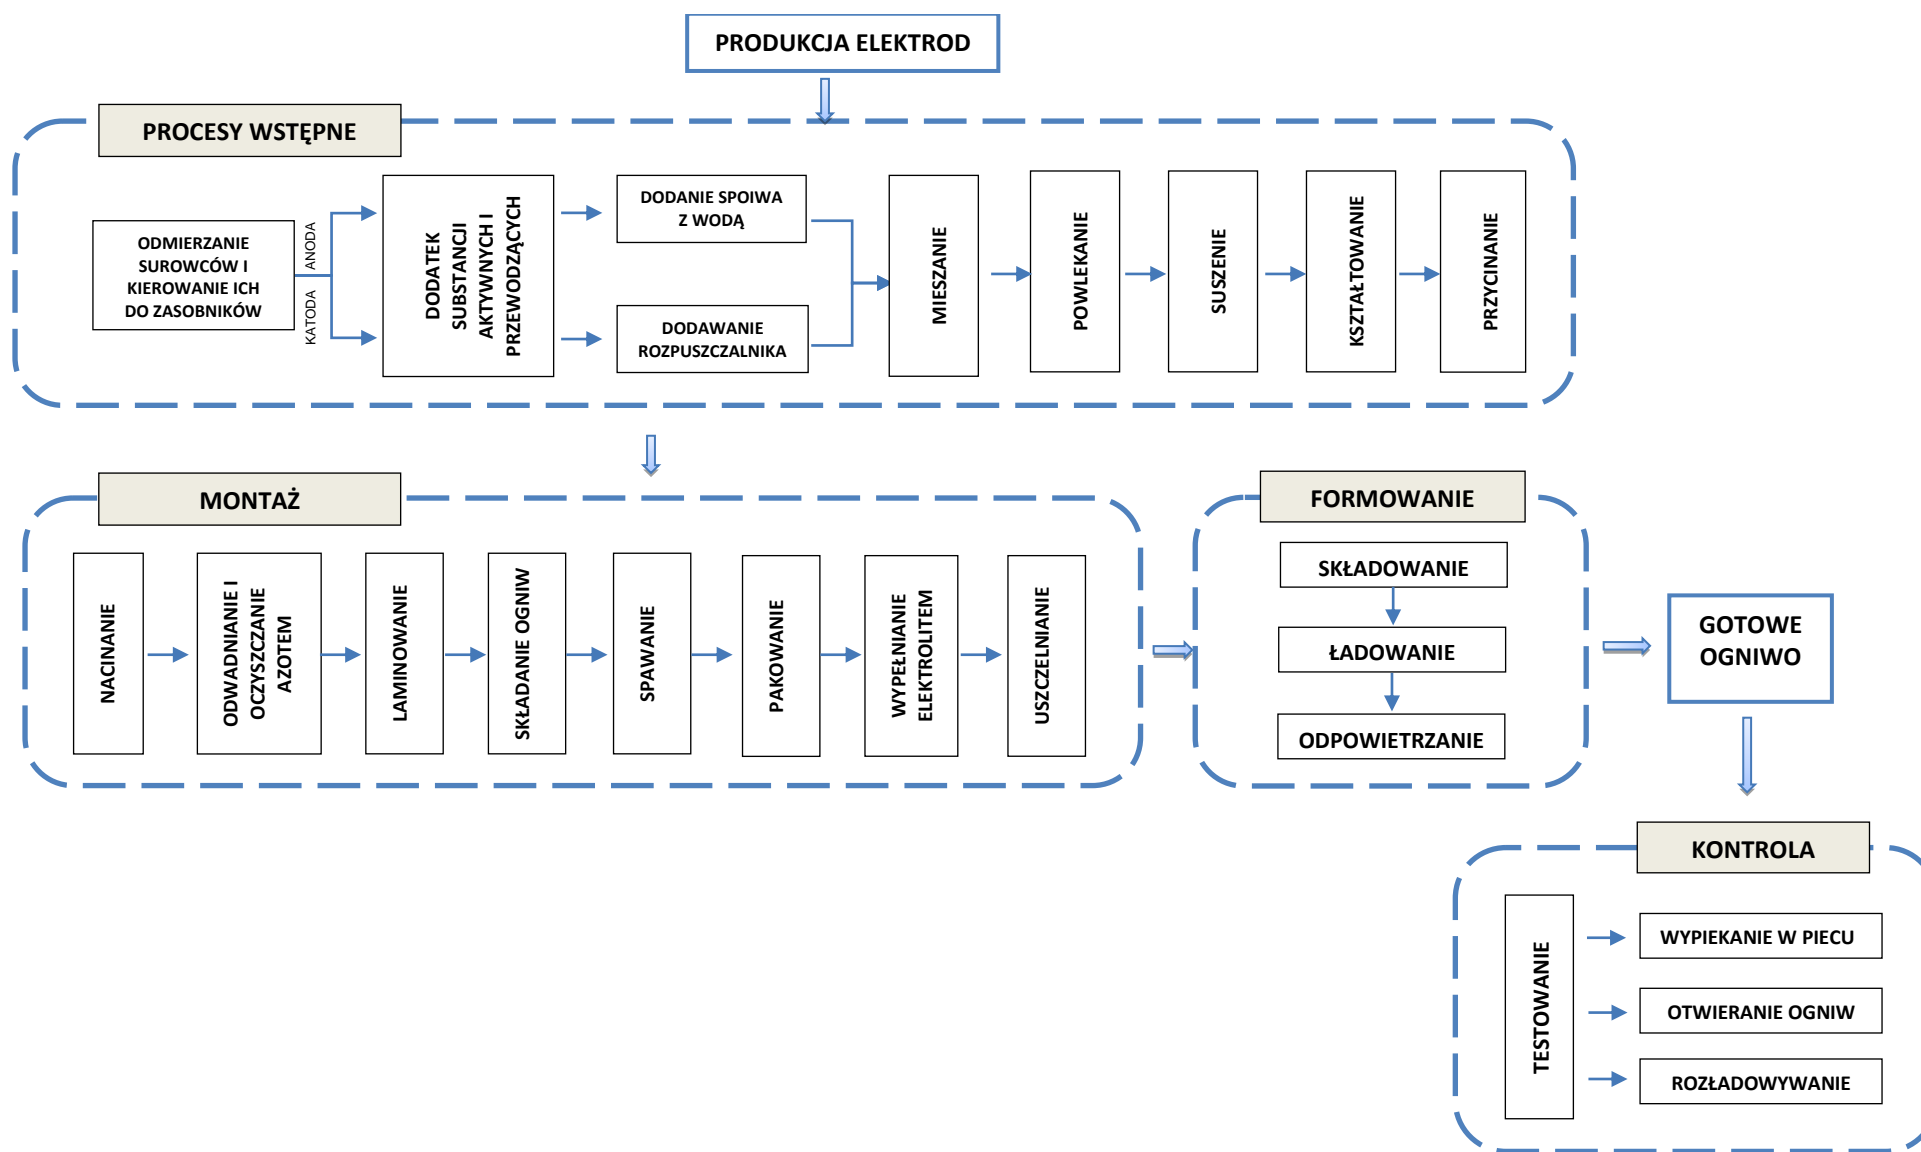 PRODUKCJA ELEKTROD
PROCESY WSTĘPNE
ODMIERZANIE
SUROWCÓW I
KIEROWANIE ICH
DO ZASOBNIKÓW
ANODA
KATODA
DODATEK
SUBSTANCJI
AKTYWNYCH I
PRZEWODZĄCYCH
DODANIE SPOIWA
Z WODĄ
DODAWANIE
ROZPUSZCZALNIKA
MIESZANIE
POWLEKANIE
SUSZENIE
KSZTAŁTOWANIE
PRZYCINANIE
MONTAŻ
NACINANIE
ODWADNIANIE I
OCZYSZCZANIE
AZOTEM
LAMINOWANIE
SKŁADANIE OGNIW
SPAWANIE
PAKOWANIE
WYPEŁNIANIE
ELEKTROLITEM
USZCZELNIANIE
FORMOWANIE
SKŁADOWANIE
ŁADOWANIE
ODPOWIETRZANIE
GOTOWE
OGNIWO
KONTROLA
TESTOWANIE
WYPIEKANIE W PIECU
OTWIERANIE OGNIW
ROZŁADOWYWANIE